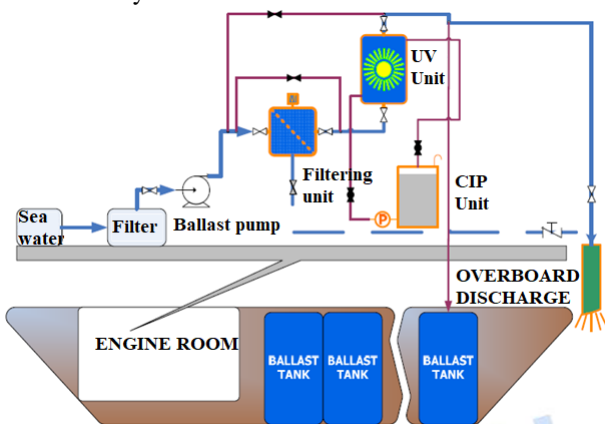 UV
Unit
Filtering
unit
CIP
Unit
P
Sea
water
Filter
Ballast pump
OVERBOARD
DISCHARGE
ENGINE ROOM
BALLAST
TANK
BALLAST
TANK
BALLAST
TANK